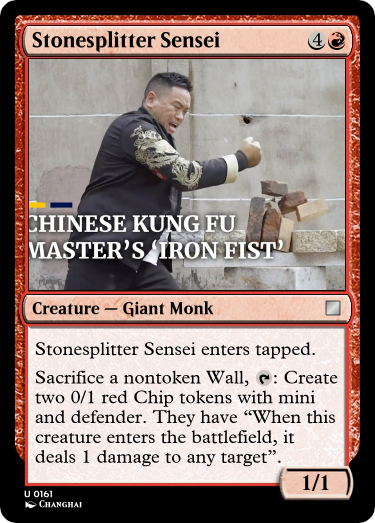 Stonesplitter Sensei 4
CHINESE KUNG FU
MASTER'S ‘IRON FIST’
Creature — Giant Monk
Stonesplitter Sensei enters tapped.
Sacrifice a nontoken Wall, : Create
two 0/1 red Chip tokens with mini
and defender. They have “When this
creature enters the battlefield, it
deals 1 damage to any target”.
1/1
U 0161
Changhai